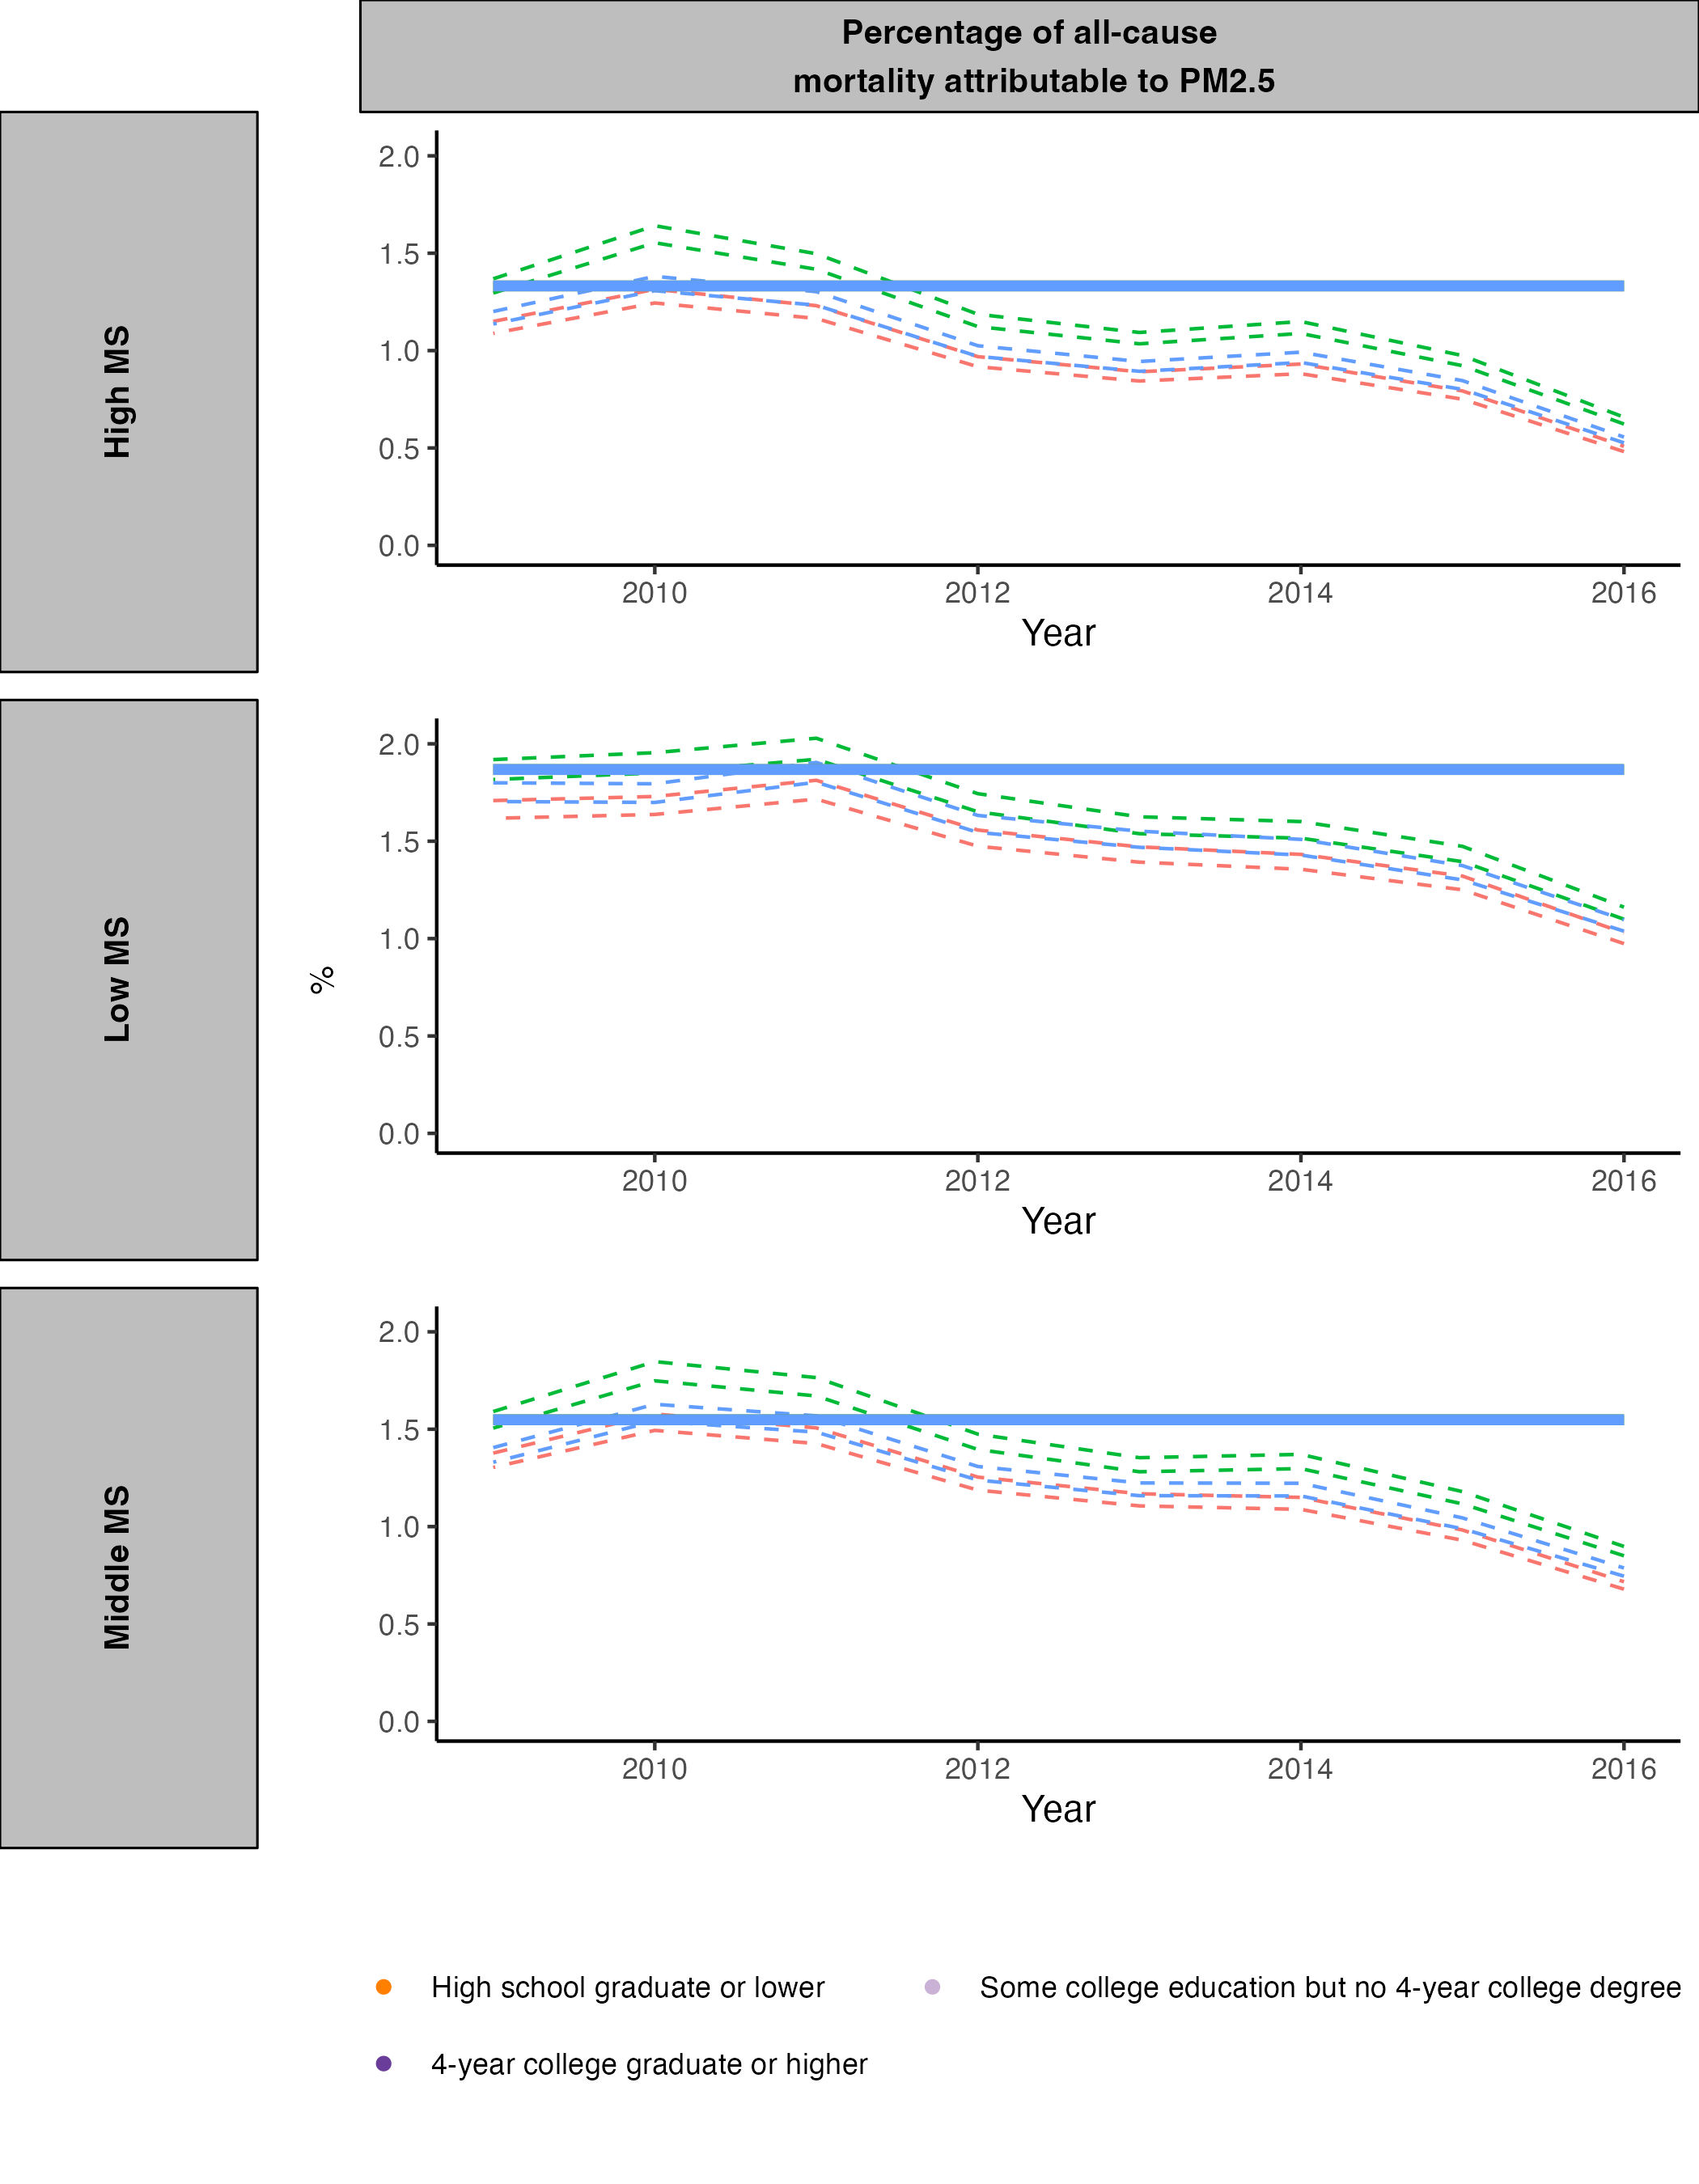 Percentage of all-cause
mortality attributable to PM2.5
High MS
2.0
1.5
1.0
0.5
0.0
2010 2012 2014 2016
Year
Low MS
%
2.0
1.5
1.0
0.5
0.0
2010 2012 2014 2016
Year
Middle MS
2.0
1.5
1.0
0.5
0.0
2010 2012 2014 2016
Year
High school graduate or lower
Some college education but no 4-year college degree
4-year college graduate or higher